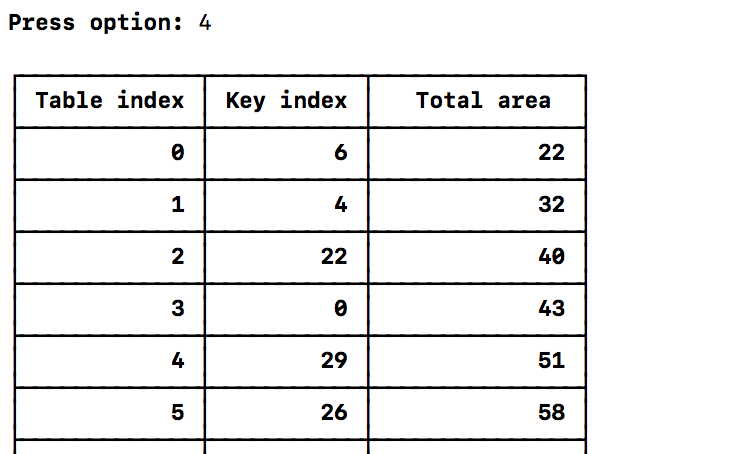 Press option: 4
Table index Key index Total area
0 6 22
1 4 32
2 22 40
3 0 43
4 29 51
5 26 58